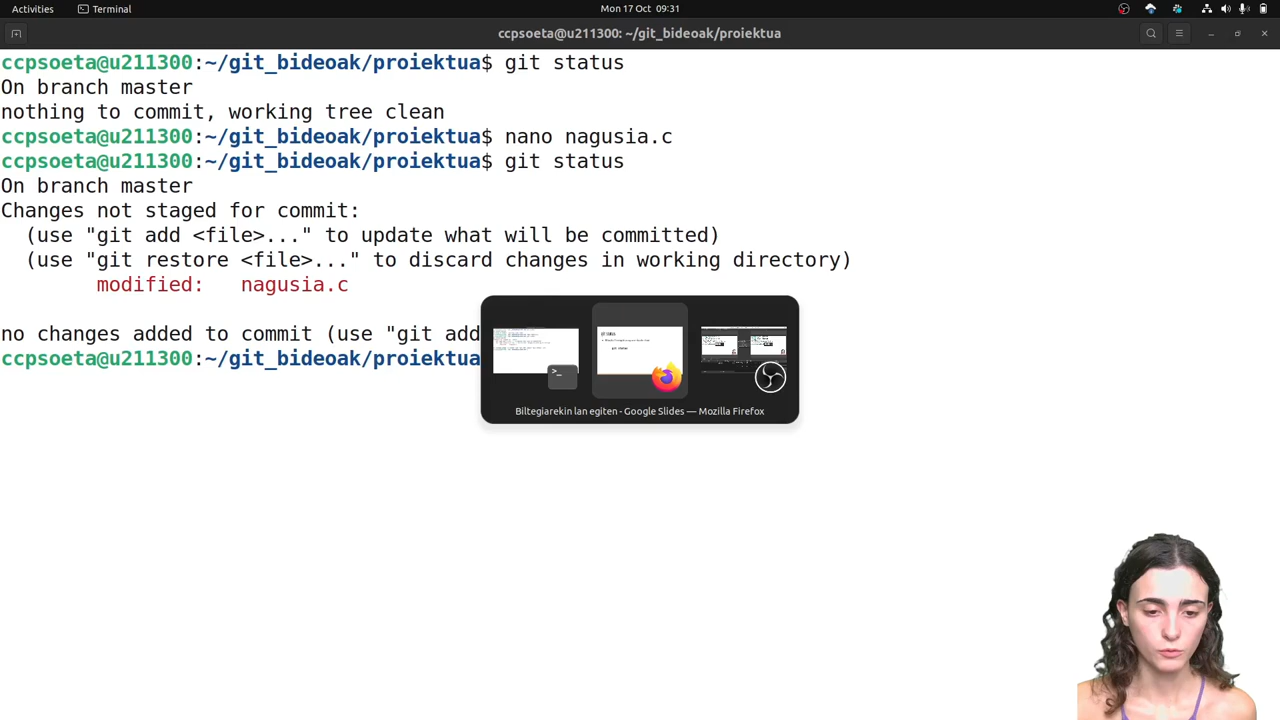 Activities
Terminal
Mon 17 Oct 09:31
ccpsoeta@u211300: ~/git_bideoak/proiektua
ccpsoeta@u211300:~/git_bideoak/proiektua$ git status
On branch master
nothing to commit, working tree clean
ccpsoeta@u211300:~/git_bideoak/proiektua$ nano nagusia.c
ccpsoeta@u211300:~/git_bideoak/proiektua$ git status
On branch master
Changes not staged for commit:
(use "git add <file>..." to update what will be committed)
(use "git restore <file>..." to discard changes in working directory)
modified: nagusia.c
no changes added to commit (use "git add
ccpsoeta@u211300:~/git_bideoak/proiektua
Biltegiarekin lan egiten - Google Slides — Mozilla Firefox